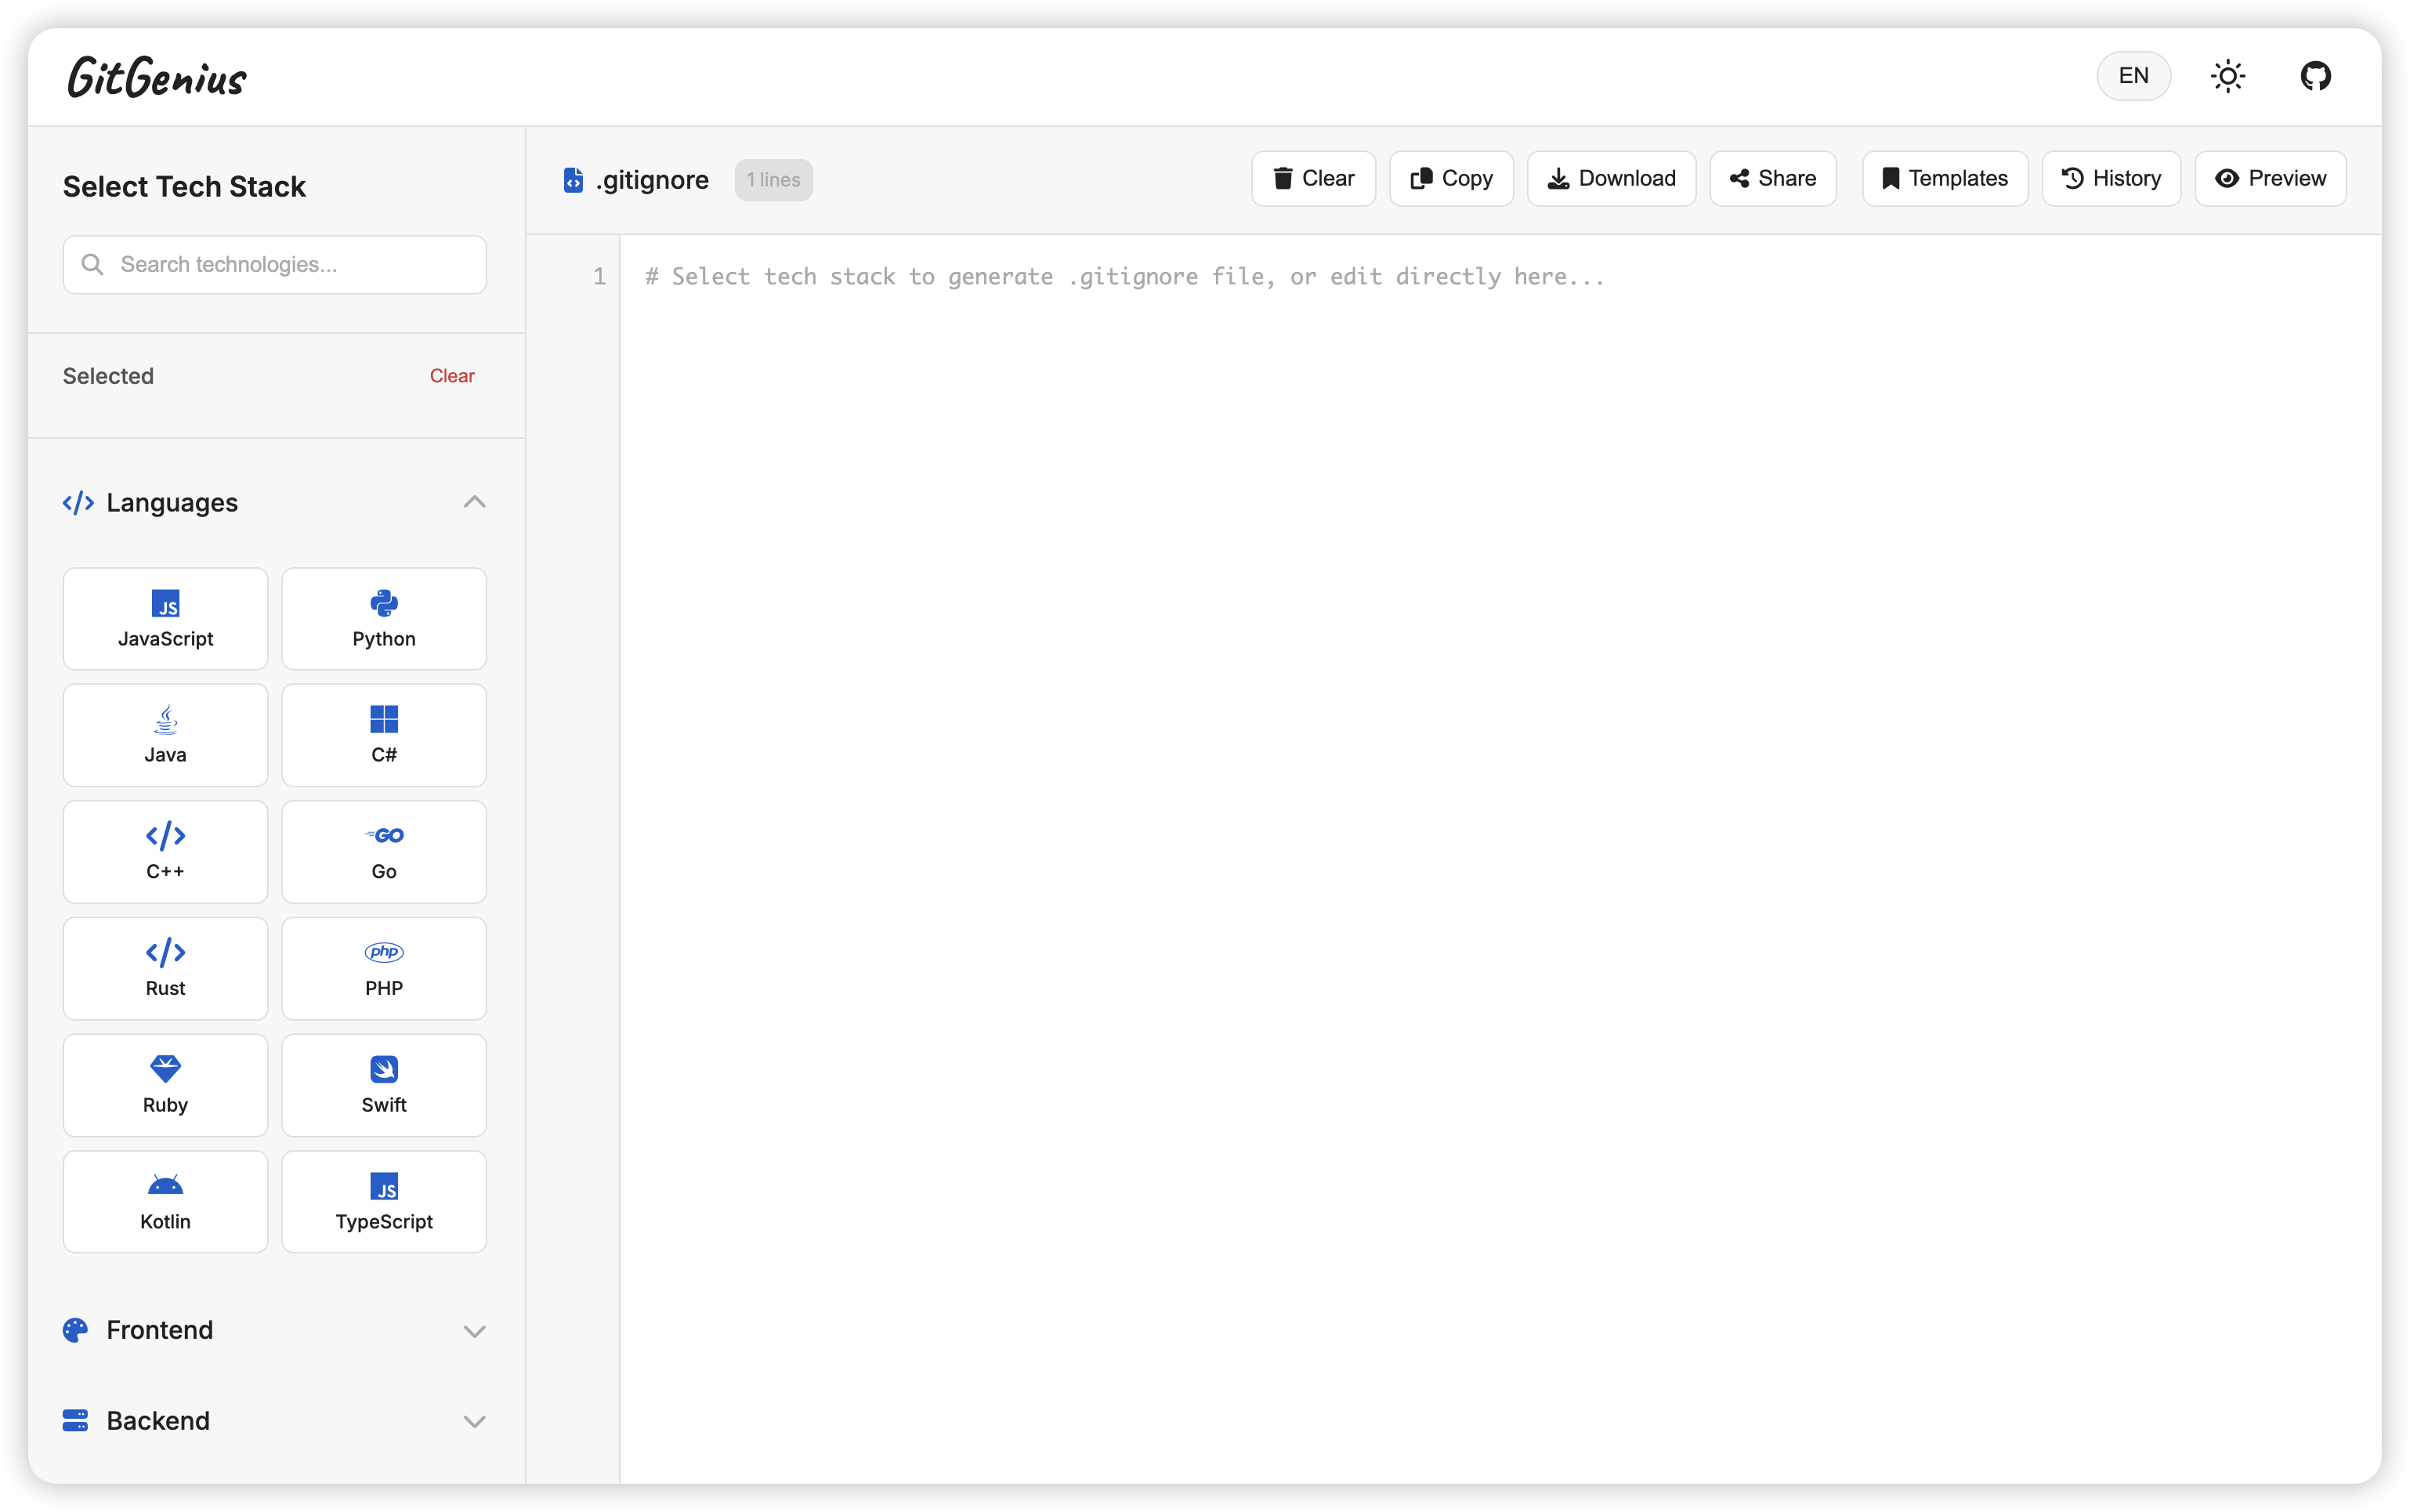 GitGenius
EN
Select Tech Stack
Search technologies...
Selected
Clear
Languages
JS
JavaScript
Python
Java
C#
C++
GO
Go
Rust
php
PHP
Ruby
Swift
Kotlin
JS
TypeScript
Frontend
Backend
.gitignore
1 lines
Clear
Copy
Download
Share
Templates
History
Preview
1
# Select tech stack to generate .gitignore file, or edit directly here...